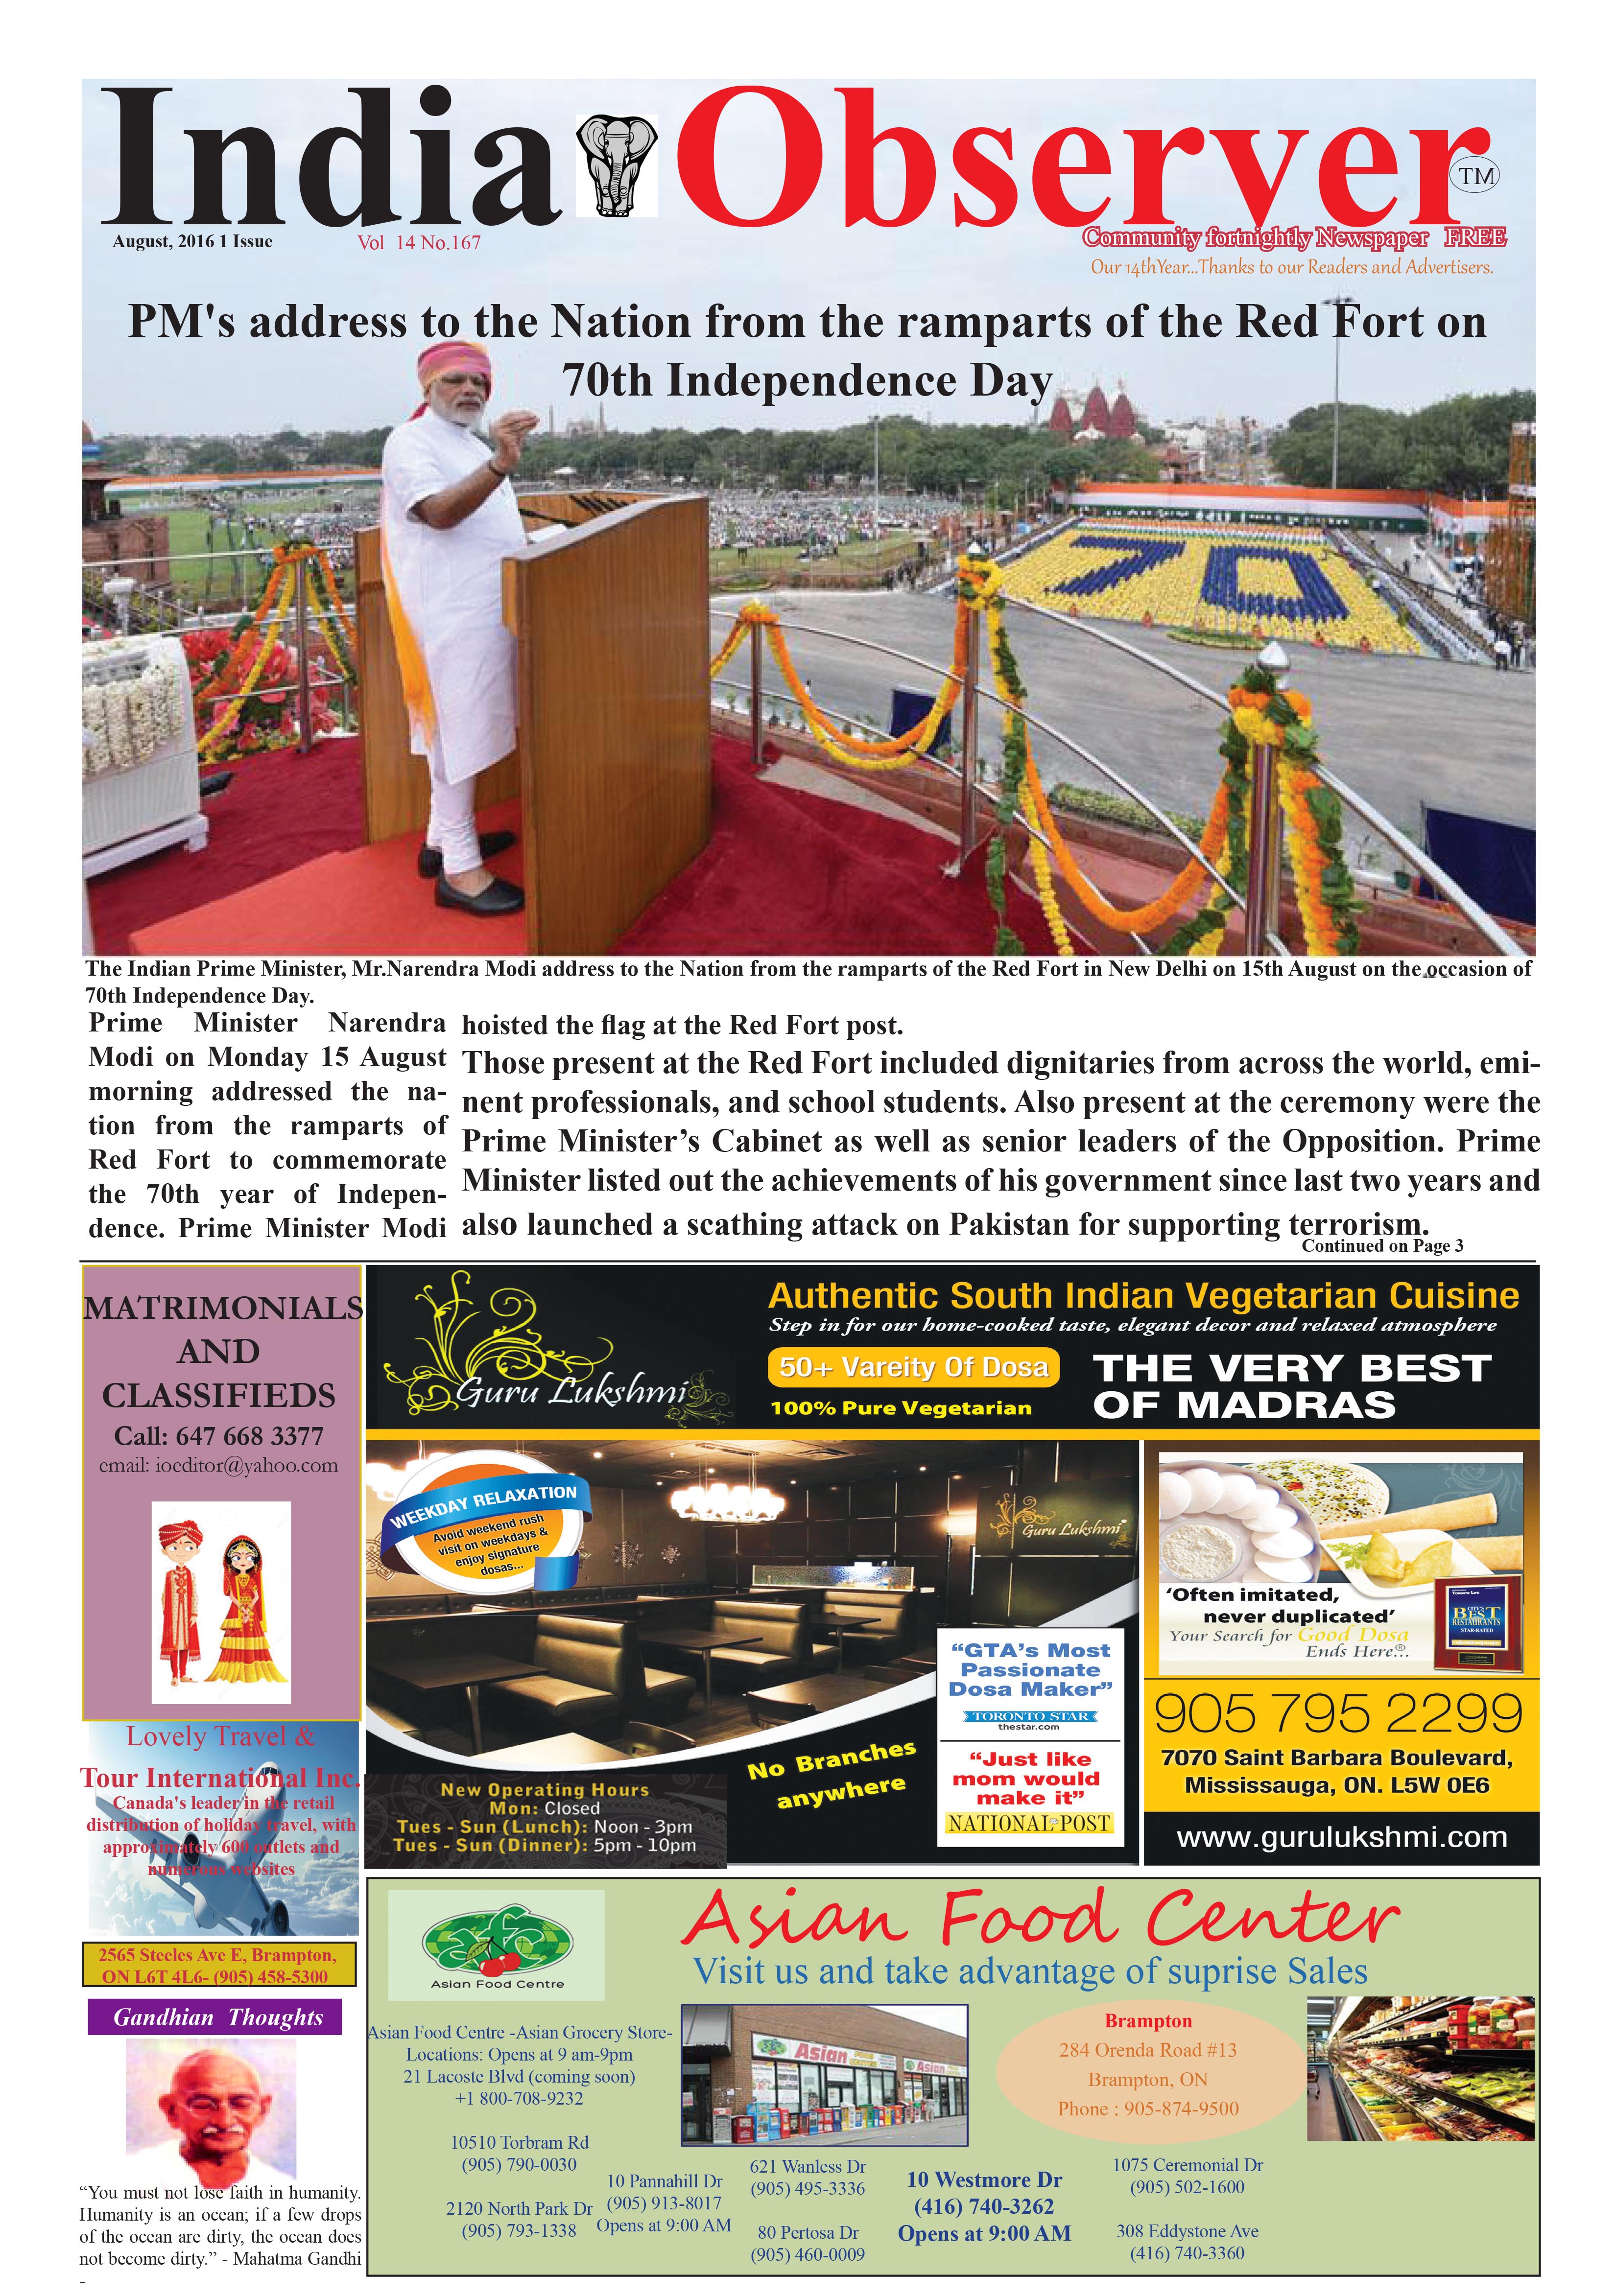 India Observer TM
August, 2016 1 Issue
Vol 14 No.167
Community fortnightly Newspaper FREE
Our 14thYear...Thanks to our Readers and Advertisers.
PM's address to the Nation from the ramparts of the Red Fort on
70th Independence Day
70
The Indian Prime Minister, Mr.Narendra Modi address to the Nation from the ramparts of the Red Fort in New Delhi on 15th August on the occasion of
70th Independence Day.
Prime Minister Narendra
Modi on Monday 15 August
morning addressed the na-
tion from the ramparts of
Red Fort to commemorate
the 70th year of Indepen-
dence. Prime Minister Modi
hoisted the flag at the Red Fort post.
Those present at the Red Fort included dignitaries from across the world, emi-
nent professionals, and school students. Also present at the ceremony were the
Prime Minister’s Cabinet as well as senior leaders of the Opposition. Prime
Minister listed out the achievements of his government since last two years and
also launched a scathing attack on Pakistan for supporting terrorism.
Continued on Page 3
MATRIMONIALS
AND
CLASSIFIEDS
Call: 647 668 3377
email: ioeditor@yahoo.com
Lovely Travel &
Tour International Inc.
Canada's leader in the retail
distribution of holiday travel, with
approximately 600 outlets and
numerous websites
2565 Steeles Ave E, Brampton,
ON L6T 4L6- (905) 458-5300
Gandhian Thoughts
“You must not lose faith in humanity.
Humanity is an ocean; if a few drops
of the ocean are dirty, the ocean does
not become dirty.” - Mahatma Gandhi
-
Guru Lukshmi
Authentic South Indian Vegetarian Cuisine
Step in for our home-cooked taste, elegant decor and relaxed atmosphere
50+ Vareity Of Dosa
100% Pure Vegetarian
THE VERY BEST
OF MADRAS
WEEKDAY RELAXATION
Avoid weekend rush
visit on weekdays &
enjoy signature
dosas...
Guru Lukshmi
“GTA’s Most
Passionate
Dosa Maker”
TORONTO STAR
thestar.com
“Just like
mom would
make it”
NATIONAL POST
No Branches
anywhere
New Operating Hours
Mon: Closed
Tues - Sun (Lunch): Noon - 3pm
Tues - Sun (Dinner): 5pm - 10pm
‘Often imitated,
never duplicated’
Your Search for Good Dosa
Ends Here...®
TORONTO LIFE
CITY'S
BEST
RESTAURANTS
STAR-RATED
905 795 2299
7070 Saint Barbara Boulevard,
Mississauga, ON. L5W 0E6
www.gurulukshmi.com
afc
Asian Food Centre
Asian Food Center
Visit us and take advantage of suprise Sales
Asian Food Centre -Asian Grocery Store-
Locations: Opens at 9 am-9pm
21 Lacoste Blvd (coming soon)
+1 800-708-9232
10510 Torbram Rd
(905) 790-0030
2120 North Park Dr
(905) 793-1338
10 Pannahill Dr
(905) 913-8017
Opens at 9:00 AM
Asian
Asian
621 Wanless Dr
(905) 495-3336
80 Pertosa Dr
(905) 460-0009
10 Westmore Dr
(416) 740-3262
Opens at 9:00 AM
Brampton
284 Orenda Road #13
Brampton, ON
Phone : 905-874-9500
1075 Ceremonial Dr
(905) 502-1600
308 Eddystone Ave
(416) 740-3360